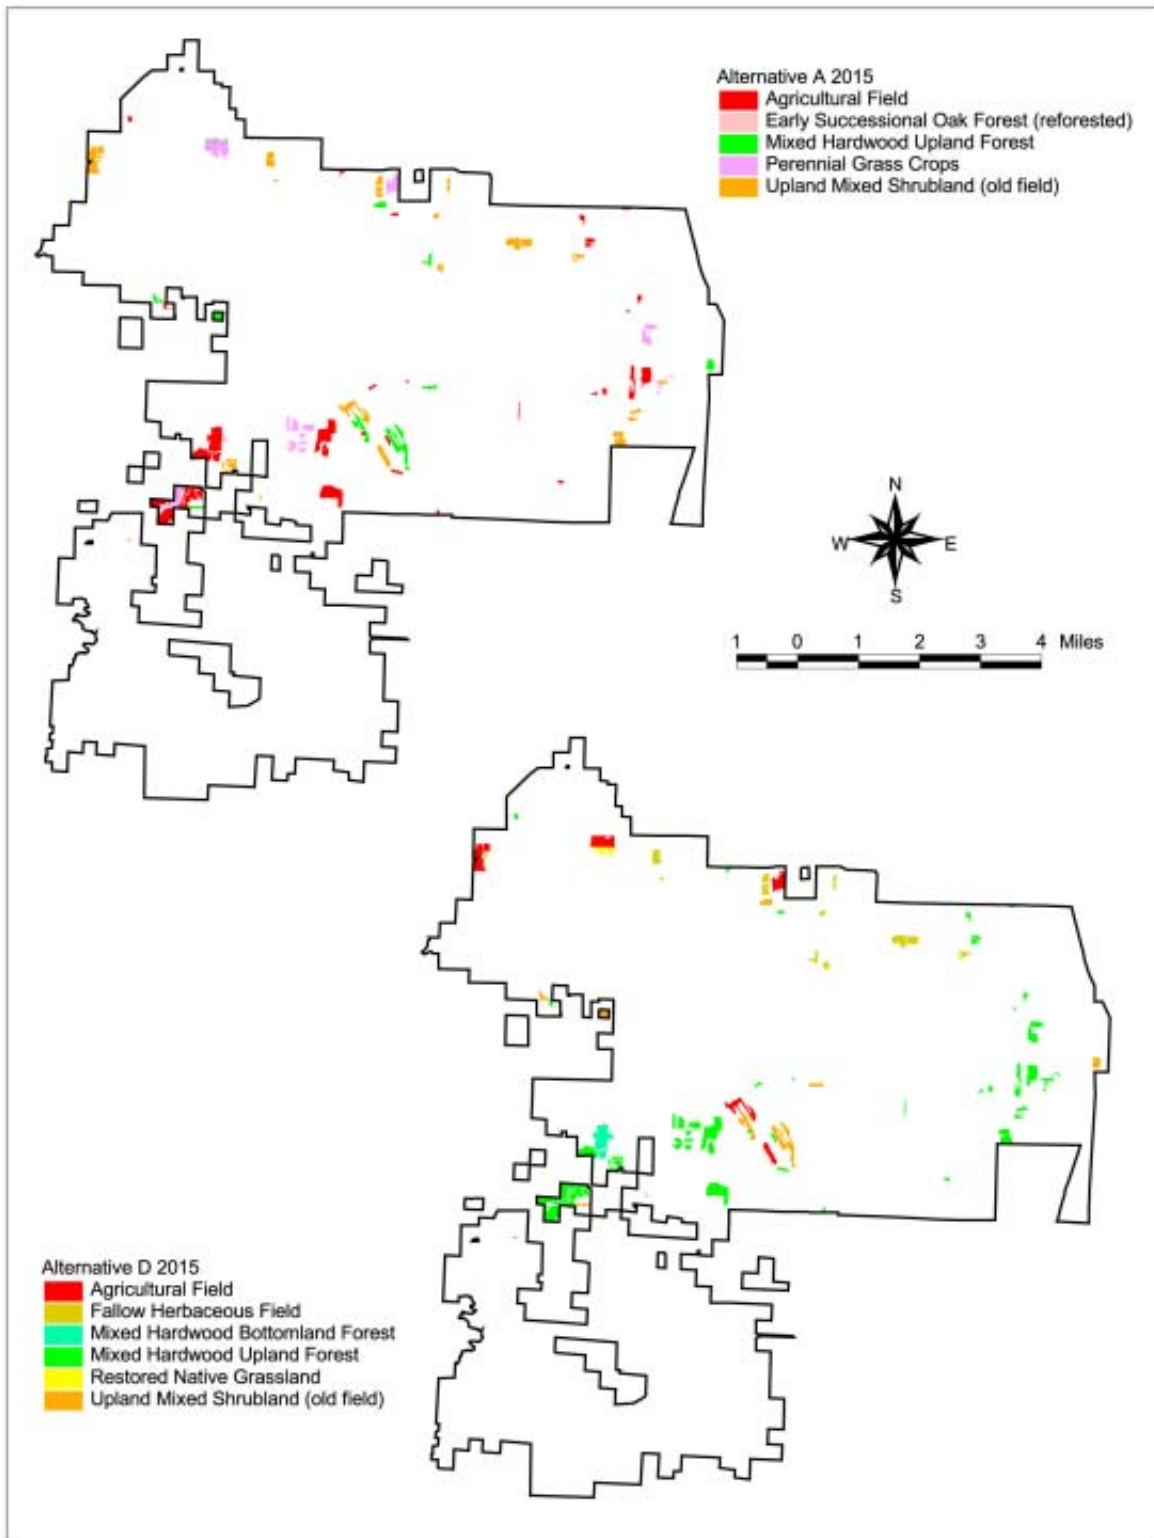 Alternative A 2015
Agricultural Field
Early Successional Oak Forest (reforested)
Mixed Hardwood Upland Forest
Perennial Grass Crops
Upland Mixed Shrubland (old field)
N
W E
S
1 0 1 2 3 4 Miles
Alternative D 2015
Agricultural Field
Fallow Herbaceous Field
Mixed Hardwood Bottomland Forest
Mixed Hardwood Upland Forest
Restored Native Grassland
Upland Mixed Shrubland (old field)